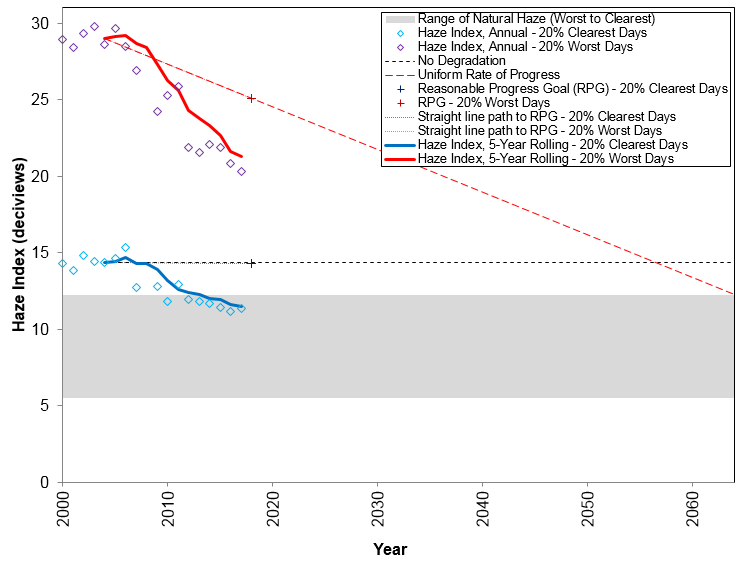 30
25
20
15
10
5
0
Haze Index (deciviews)
Range of Natural Haze (Worst to Clearest)
Haze Index, Annual - 20% Clearest Days
Haze Index, Annual - 20% Worst Days
No Degradation
Uniform Rate of Progress
Reasonable Progress Goal (RPG) - 20% Clearest Days
RPG - 20% Worst Days
Straight line path to RPG - 20% Clearest Days
Straight line path to RPG - 20% Worst Days
Haze Index, 5-Year Rolling - 20% Clearest Days
Haze Index, 5-Year Rolling - 20% Worst Days
2000
2010
2020
2030
2040
2050
2060
Year